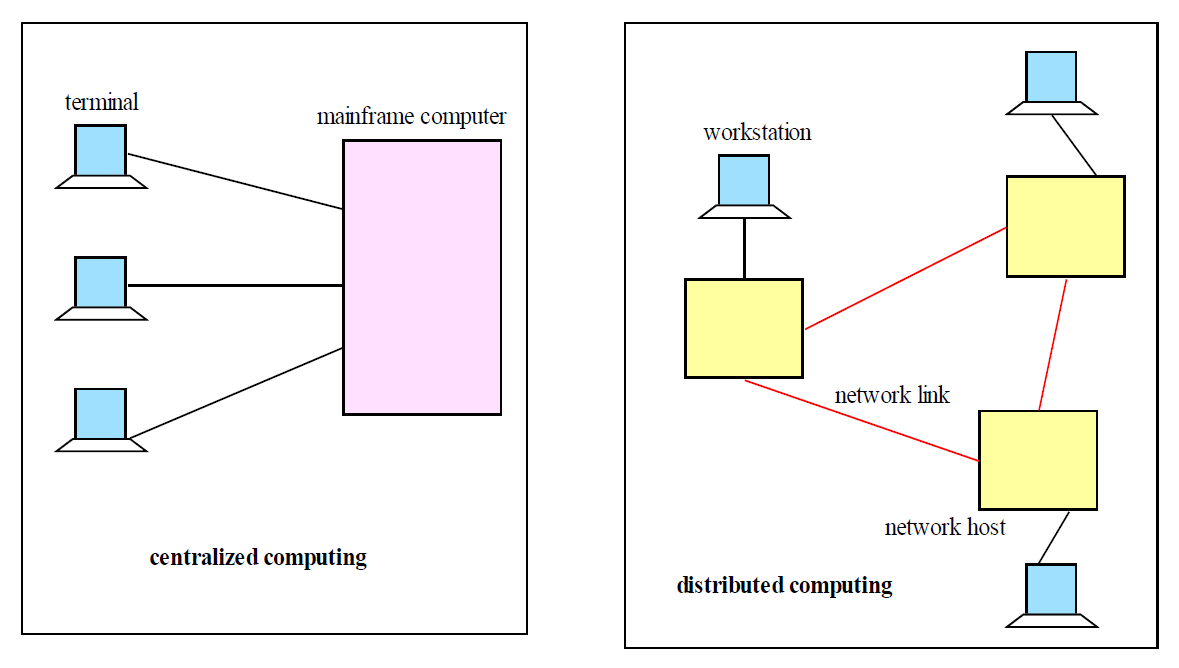 terminal
mainframe computer
centralized computing
workstation
network link
network host
distributed computing